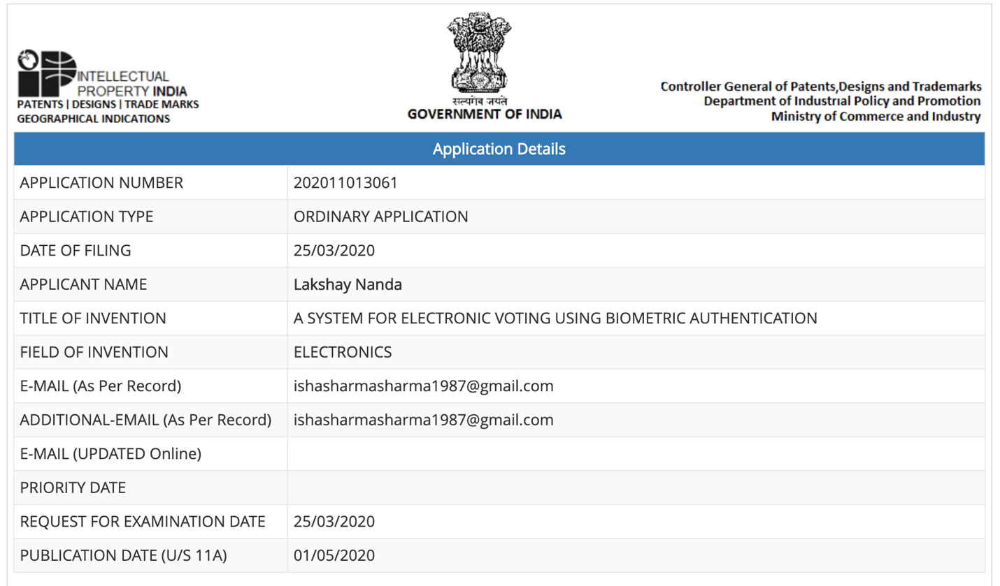 INTELLECTUAL
PROPERTY INDIA
PATENTS | DESIGNS | TRADE MARKS
GEOGRAPHICAL INDICATIONS
सत्यमेव जयते
GOVERNMENT OF INDIA
Controller General of Patents,Designs and Trademarks
Department of Industrial Policy and Promotion
Ministry of Commerce and Industry
Application Details
APPLICATION NUMBER 202011013061
APPLICATION TYPE ORDINARY APPLICATION
DATE OF FILING 25/03/2020
APPLICANT NAME Lakshay Nanda
TITLE OF INVENTION A SYSTEM FOR ELECTRONIC VOTING USING BIOMETRIC AUTHENTICATION
FIELD OF INVENTION ELECTRONICS
E-MAIL (As Per Record) ishasharmasharma1987@gmail.com
ADDITIONAL-EMAIL (As Per Record) ishasharmasharma1987@gmail.com
E-MAIL (UPDATED Online)
PRIORITY DATE
REQUEST FOR EXAMINATION DATE 25/03/2020
PUBLICATION DATE (U/S 11A) 01/05/2020